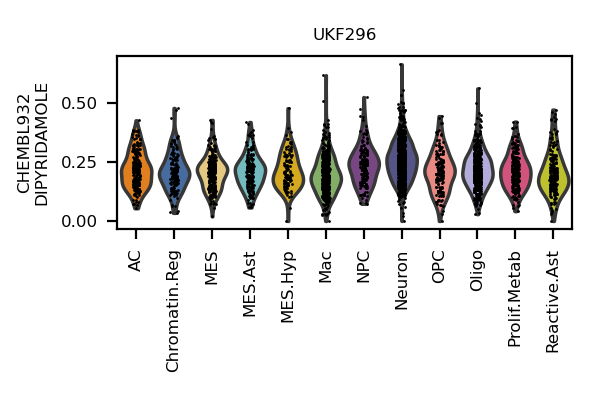 UKF296
CHEMBL932
DIPYRIDAMOLE
0.50
0.25
0.00
AC
Chromatin.Reg
MES
MES.Ast
MES.Hyp
Mac
NPC
Neuron
OPC
Oligo
Prolif.Metab
Reactive.Ast